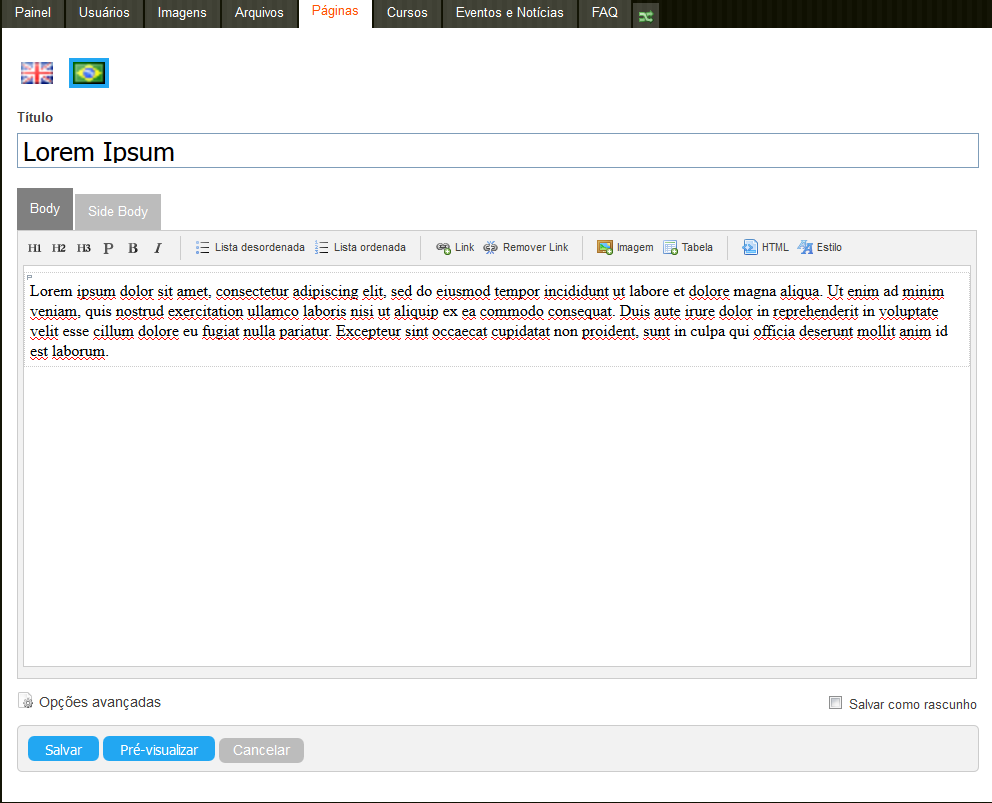 Painel Usuários Imagens Arquivos Páginas Cursos Eventos e Notícias FAQ
Título
Lorem Ipsum
Body Side Body
H1 H2 H3 P B I Lista desordenada Lista ordenada Link Remover Link Imagem Tabela HTML Estilo
P
Lorem ipsum dolor sit amet, consectetur adipiscing elit, sed do eiusmod tempor incididunt ut labore et dolore magna aliqua. Ut enim ad minim
veniam, quis nostrud exercitation ullamco laboris nisi ut aliquip ex ea commodo consequat. Duis aute irure dolor in reprehenderit in voluptate
velit esse cillum dolore eu fugiat nulla pariatur. Excepteur sint occaecat cupidatat non proident, sunt in culpa qui officia deserunt mollit anim id
est laborum.
Opções avançadas Salvar como rascunho
Salvar Pré-visualizar Cancelar